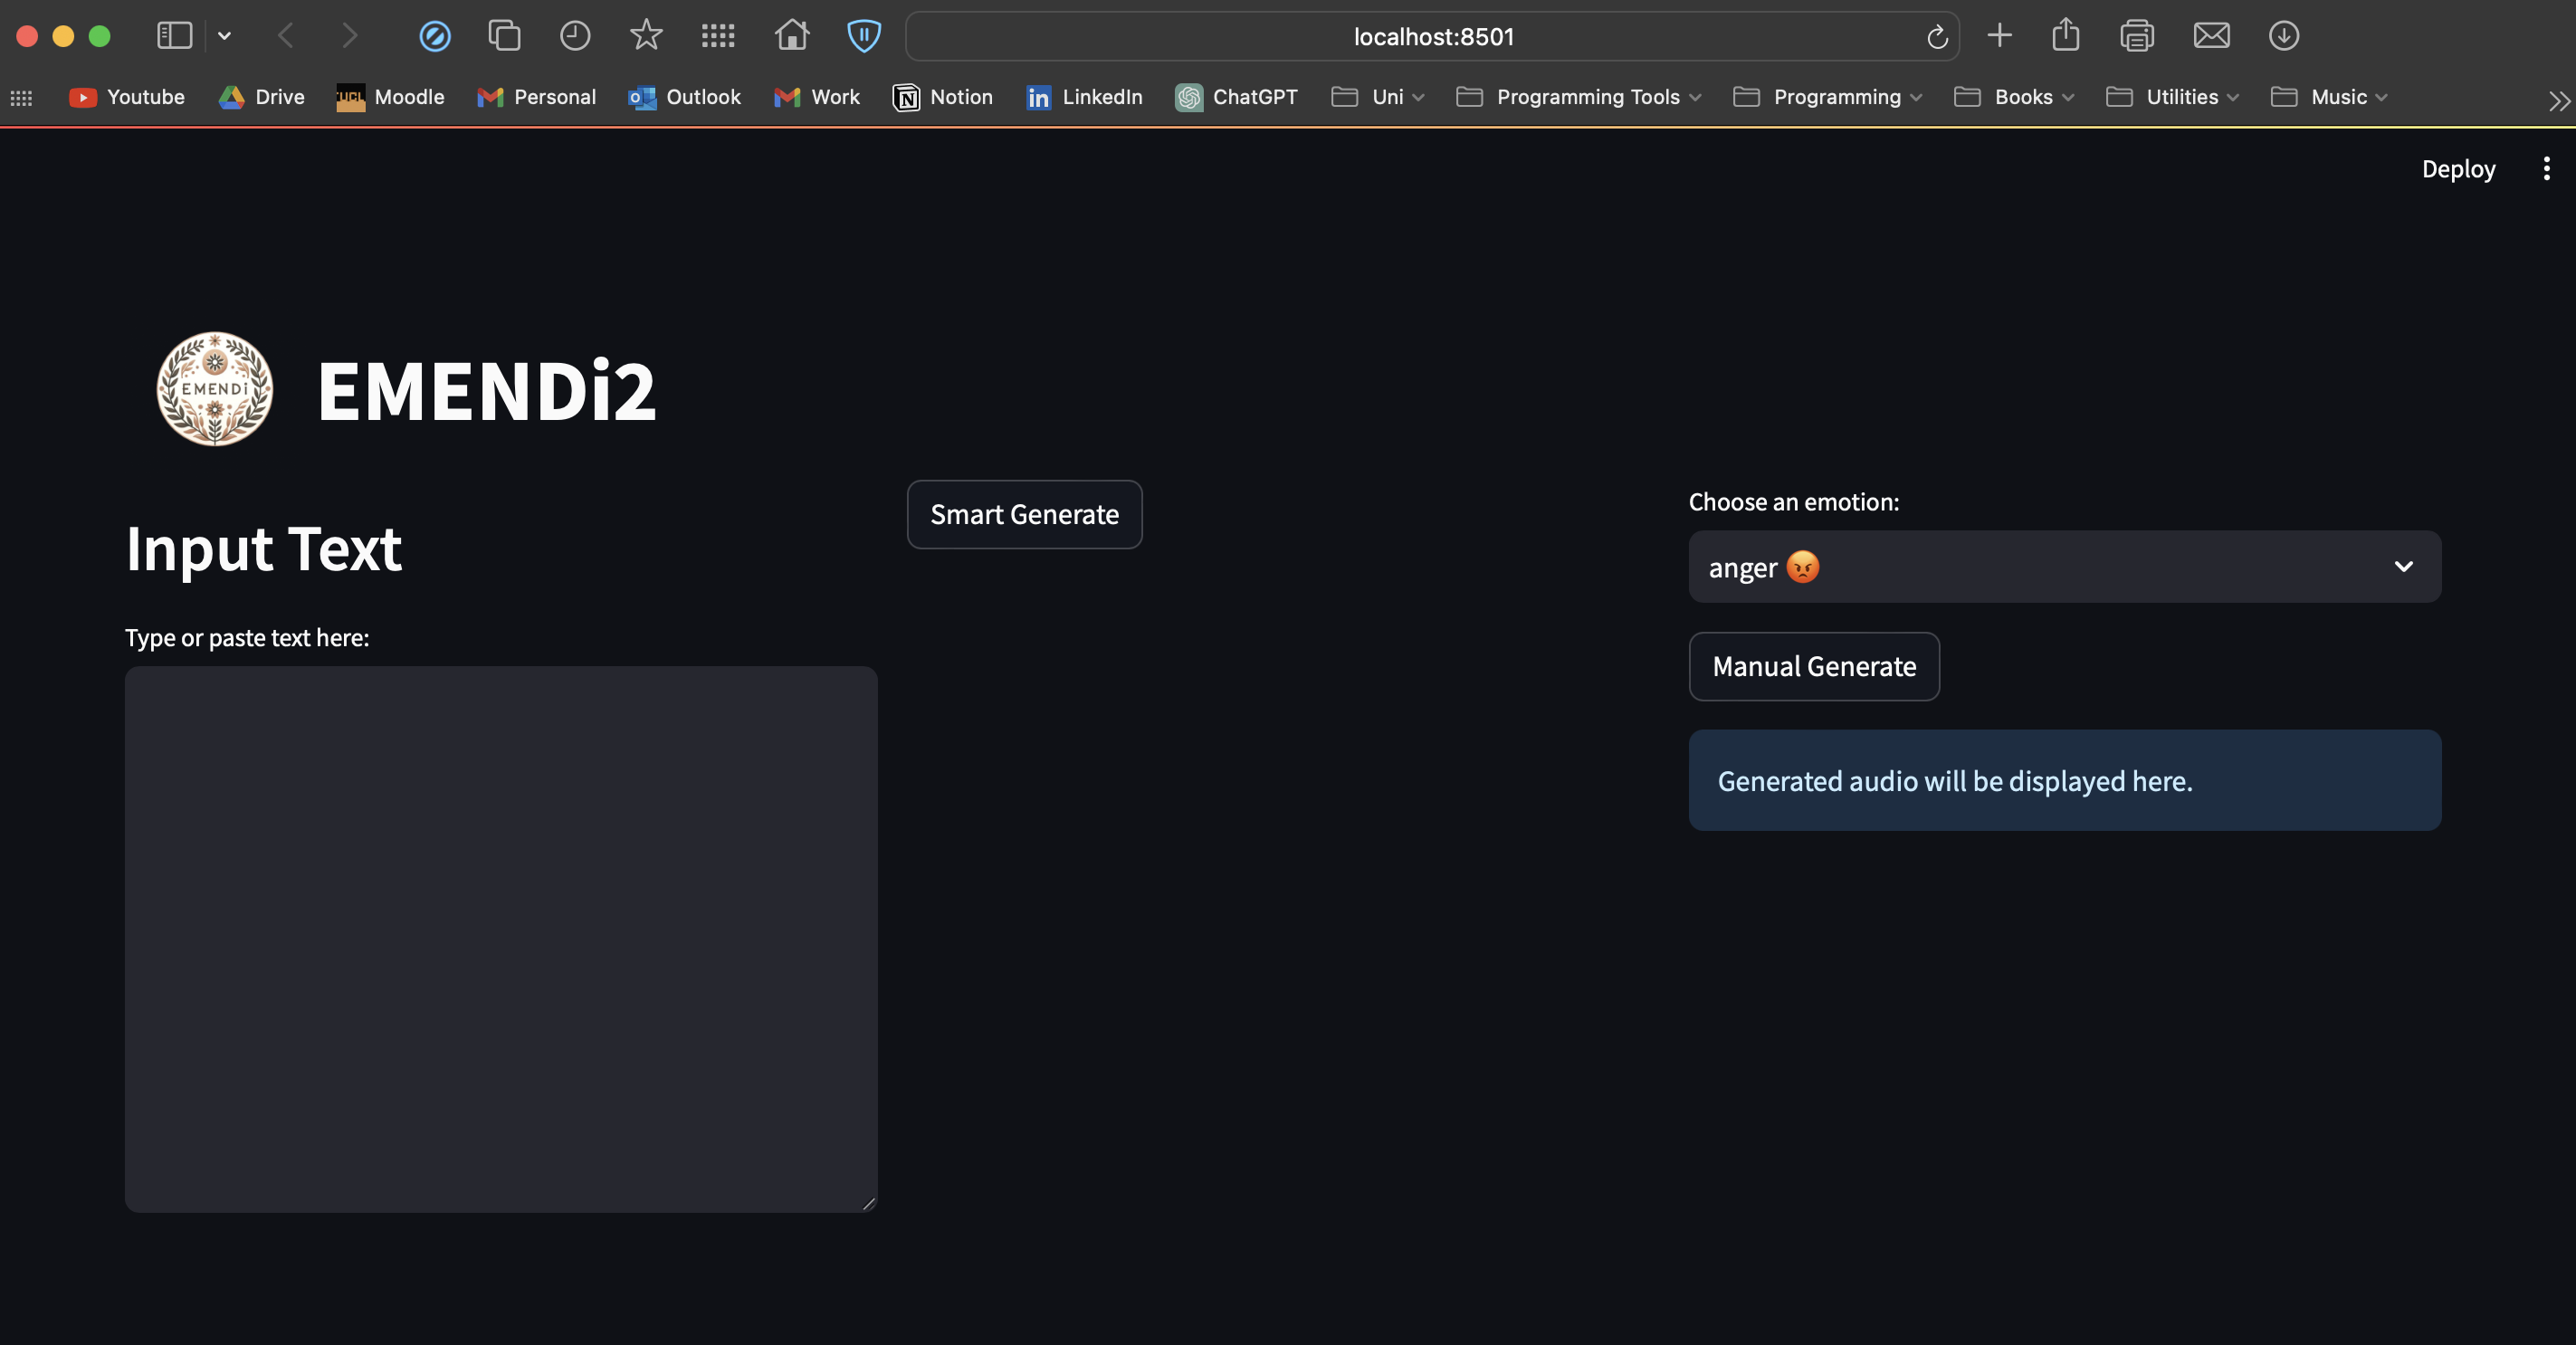 localhost:8501
Youtube Drive Moodle Personal Outlook Work Notion LinkedIn ChatGPT Uni Programming Tools Programming Books Utilities Music
Deploy
EMENDi
EMENDi2
Input Text
Type or paste text here:
Smart Generate
Choose an emotion:
anger 😡
Manual Generate
Generated audio will be displayed here.